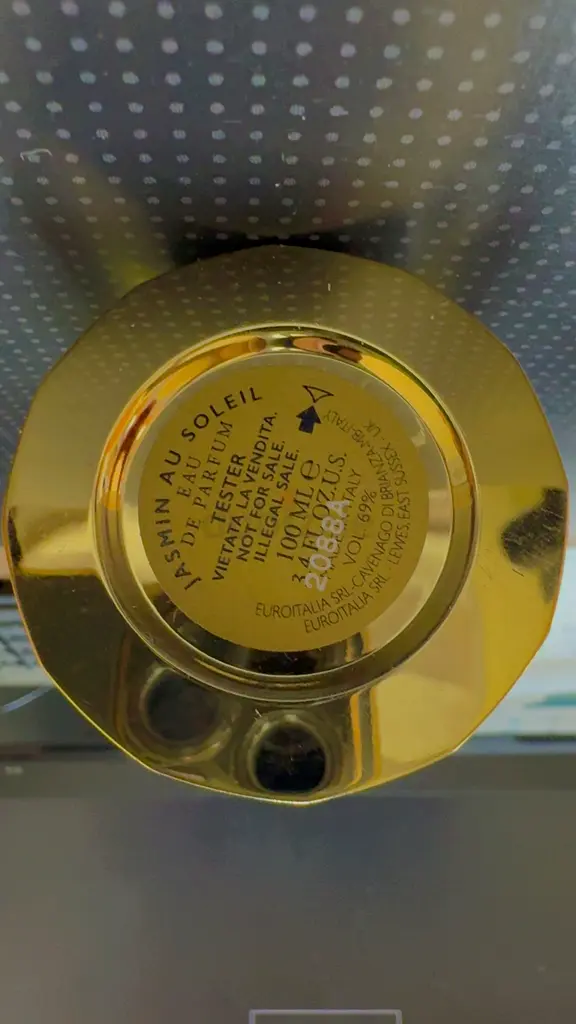 JASMIN AU SOLEIL
EAU
DE PARFUM
TESTER
VIETATA LA VENDITA.
NOT FOR SALE.
ILLEGAL SALE.
100 ML e
3.4 FL.OZ.U.S.
ITALY
2088A
VOL. 69%
EUROITALIA SRL-CAVENAGO DI BRIANZA-MB-ITALY
EUROITALIA SRL - LEWES, EAST SUSSEX - UK